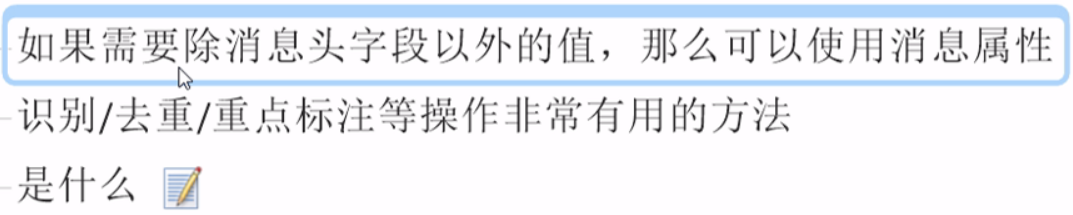 如果需要除消息头字段以外的值，那么可以使用消息属性
识别/去重/重点标注等操作非常有用的方法
是什么